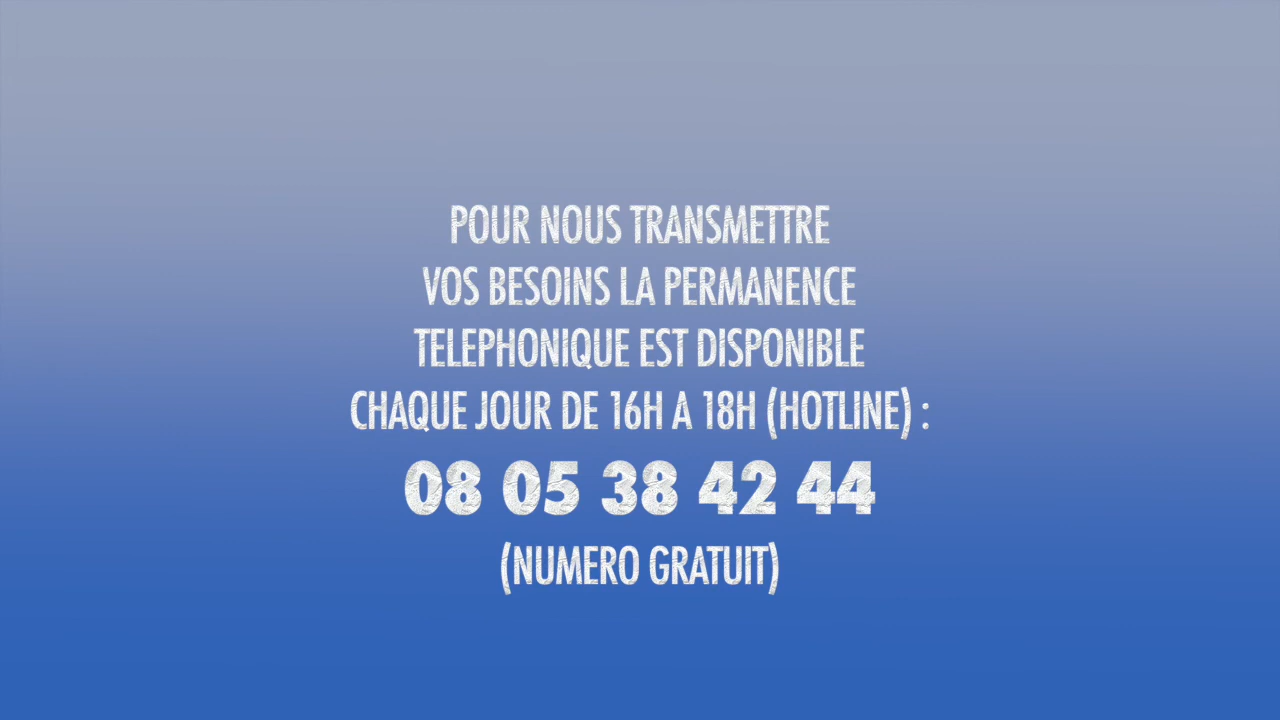 POUR NOUS TRANSMETTRE
VOS BESOINS LA PERMANENCE
TELEPHONIQUE EST DISPONIBLE
CHAQUE JOUR DE 16H A 18H (HOTLINE) :
08 05 38 42 44
(NUMERO GRATUIT)